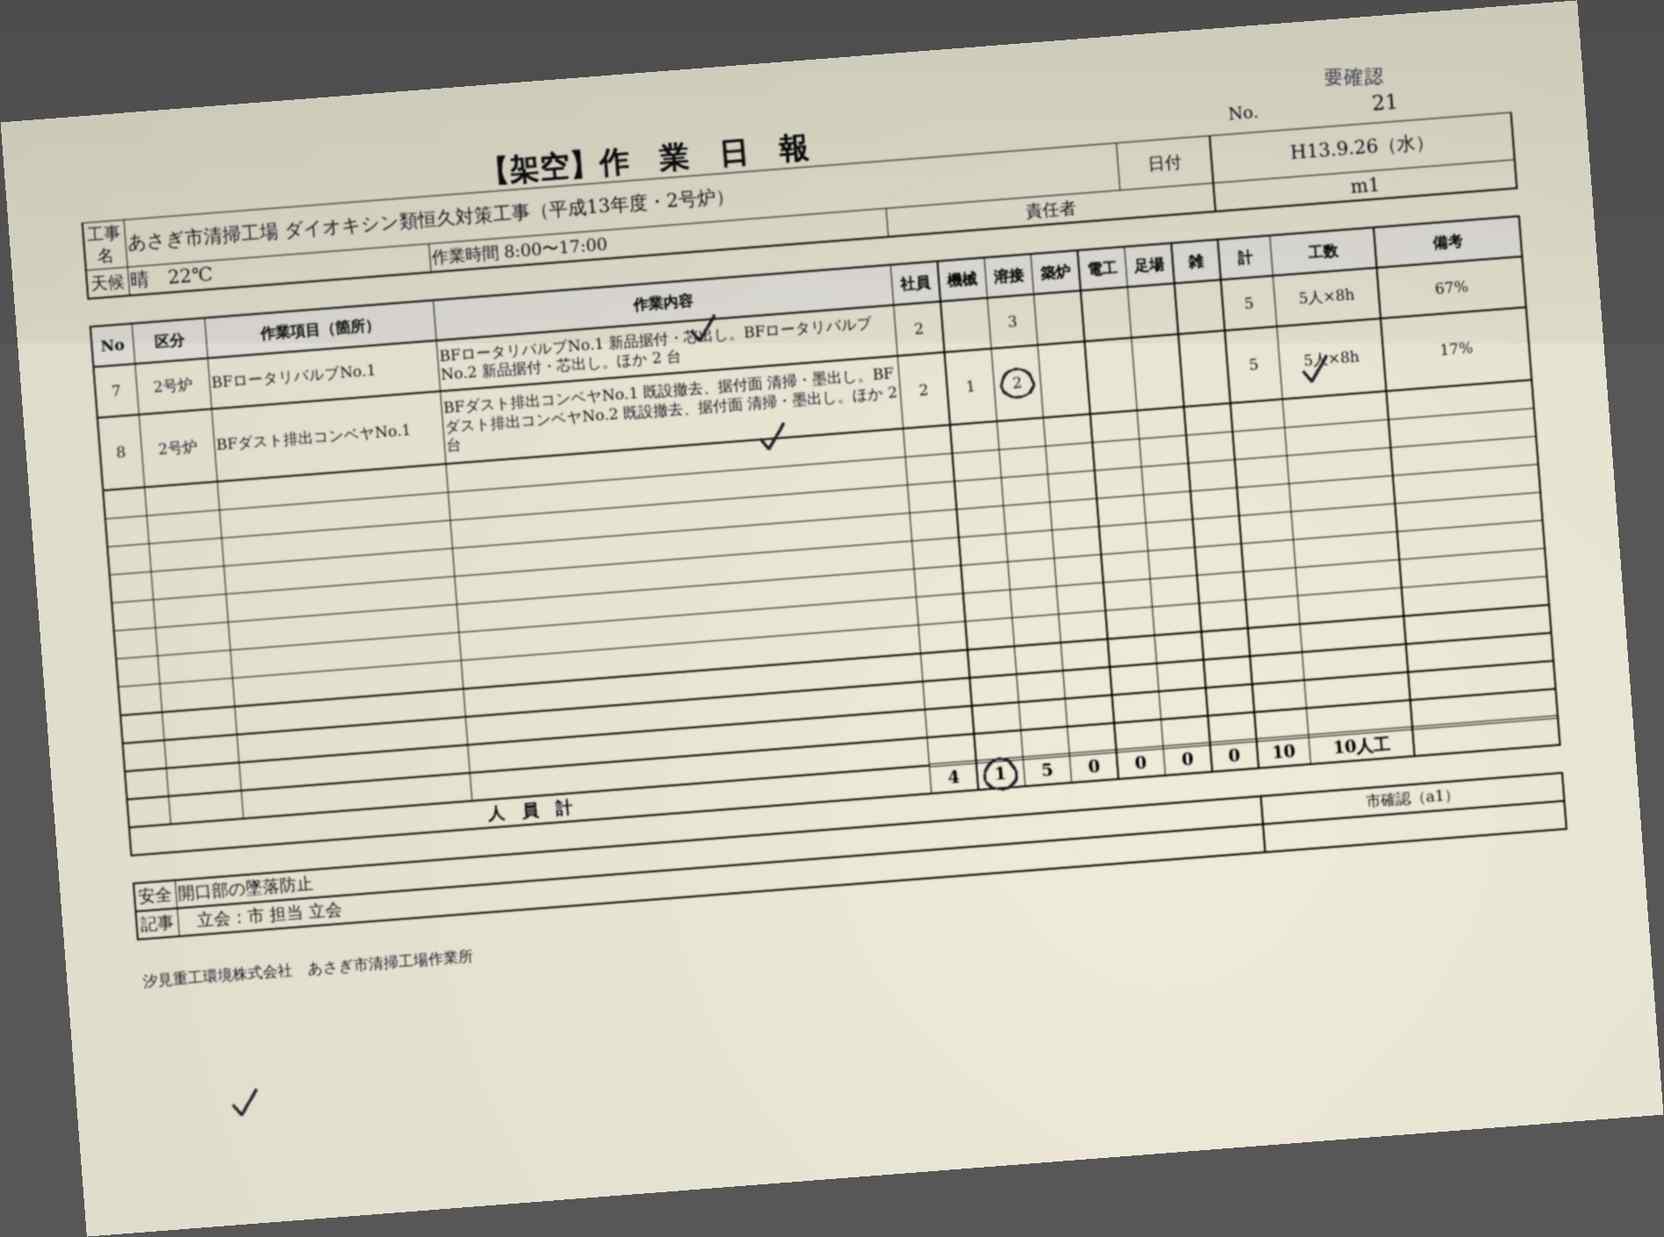 要確認
No. 21
【架空】作 業 日 報
工事名 あさぎ市清掃工場 ダイオキシン類恒久対策工事（平成13年度・2号炉） 日付 H13.9.26（水）
天候 晴 22℃ 作業時間 8:00〜17:00 責任者 m1
No 区分 作業項目（箇所） 作業内容 社員 機械 溶接 築炉 電工 足場 雑 計 工数 備考
7 2号炉 BFロータリバルブNo.1 BFロータリバルブNo.1 新品据付・芯出し。BFロータリバルブ
No.2 新品据付・芯出し。ほか 2 台 2 3 5 5人×8h 67%
8 2号炉 BFダスト排出コンベヤNo.1 BFダスト排出コンベヤNo.1 既設撤去、据付面 清掃・墨出し。BF
ダスト排出コンベヤNo.2 既設撤去、据付面 清掃・墨出し。ほか 2
台 2 1 2 5 5人×8h 17%
人 員 計 4 1 5 0 0 0 0 10 10人工
市確認（a1）
安全 開口部の墜落防止
記事 立会：市 担当 立会
汐見重工環境株式会社 あさぎ市清掃工場作業所